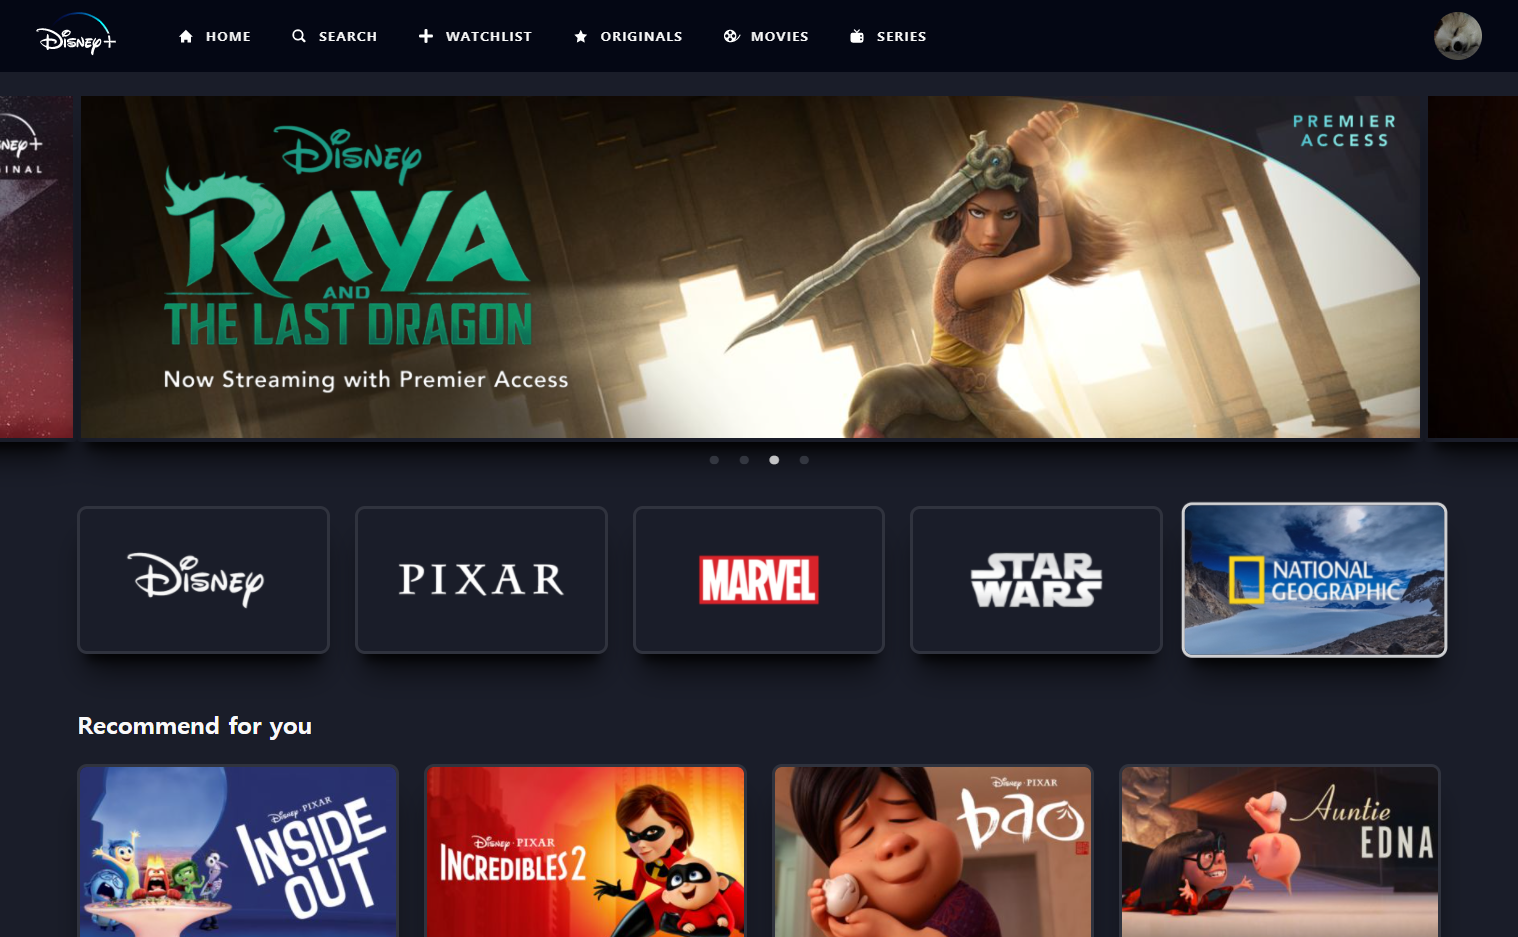 Disney+
HOME
SEARCH
WATCHLIST
ORIGINALS
MOVIES
SERIES
Disney
RAYA
AND
THE LAST DRAGON
Now Streaming with Premier Access
PREMIER
ACCESS
Disney
PIXAR
MARVEL
STAR
WARS
NATIONAL
GEOGRAPHIC
Recommend for you
Disney · PIXAR
INSIDE
OUT
Disney · PIXAR
INCREDIBLES 2
Disney · PIXAR
bao
Auntie
EDNA